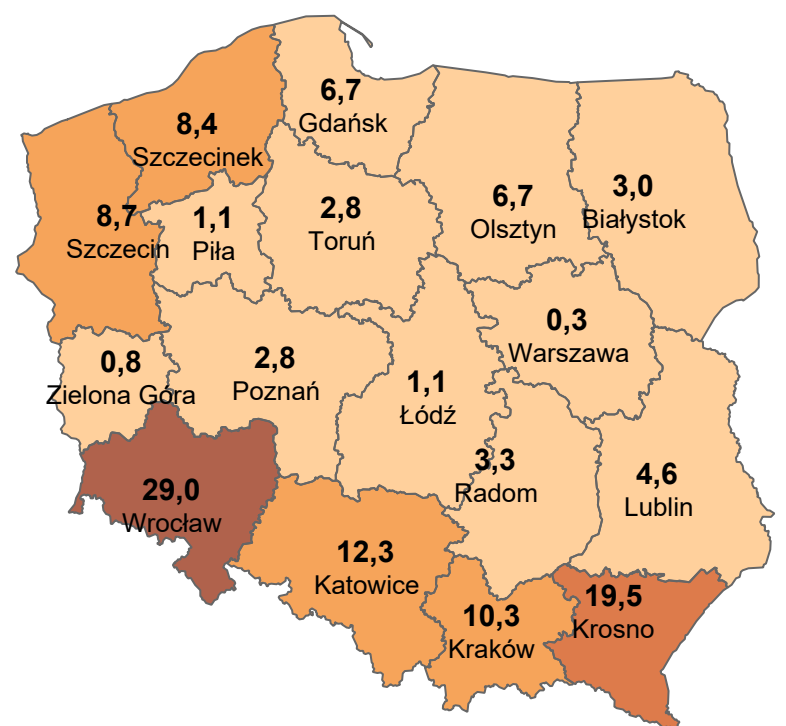 6,7
Gdańsk
8,4
Szczecinek
8,7
Szczecin
1,1
Piła
2,8
Toruń
6,7
Olsztyn
3,0
Białystok
0,3
Warszawa
0,8
Zielona Góra
2,8
Poznań
1,1
Łódź
3,3
Radom
4,6
Lublin
29,0
Wrocław
12,3
Katowice
10,3
Kraków
19,5
Krosno